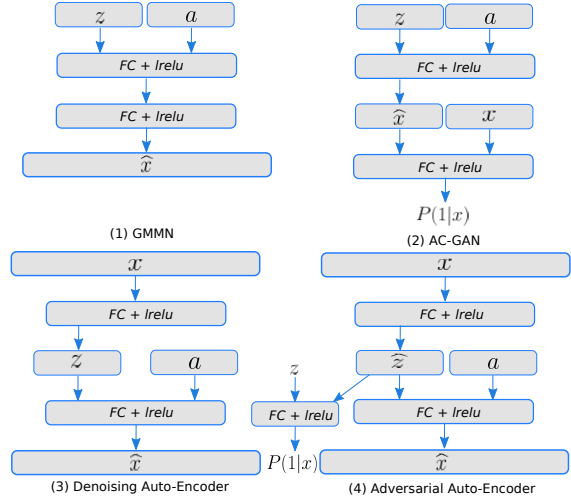 z a
FC + lrelu
FC + lrelu
x̂
(1) GMMN
z a
FC + lrelu
x̂ x
FC + lrelu
P(1|x)
(2) AC-GAN
x
FC + lrelu
z a
FC + lrelu
x̂
(3) Denoising Auto-Encoder
x
FC + lrelu
z ẑ a
FC + lrelu FC + lrelu
P(1|x) x̂
(4) Adversarial Auto-Encoder